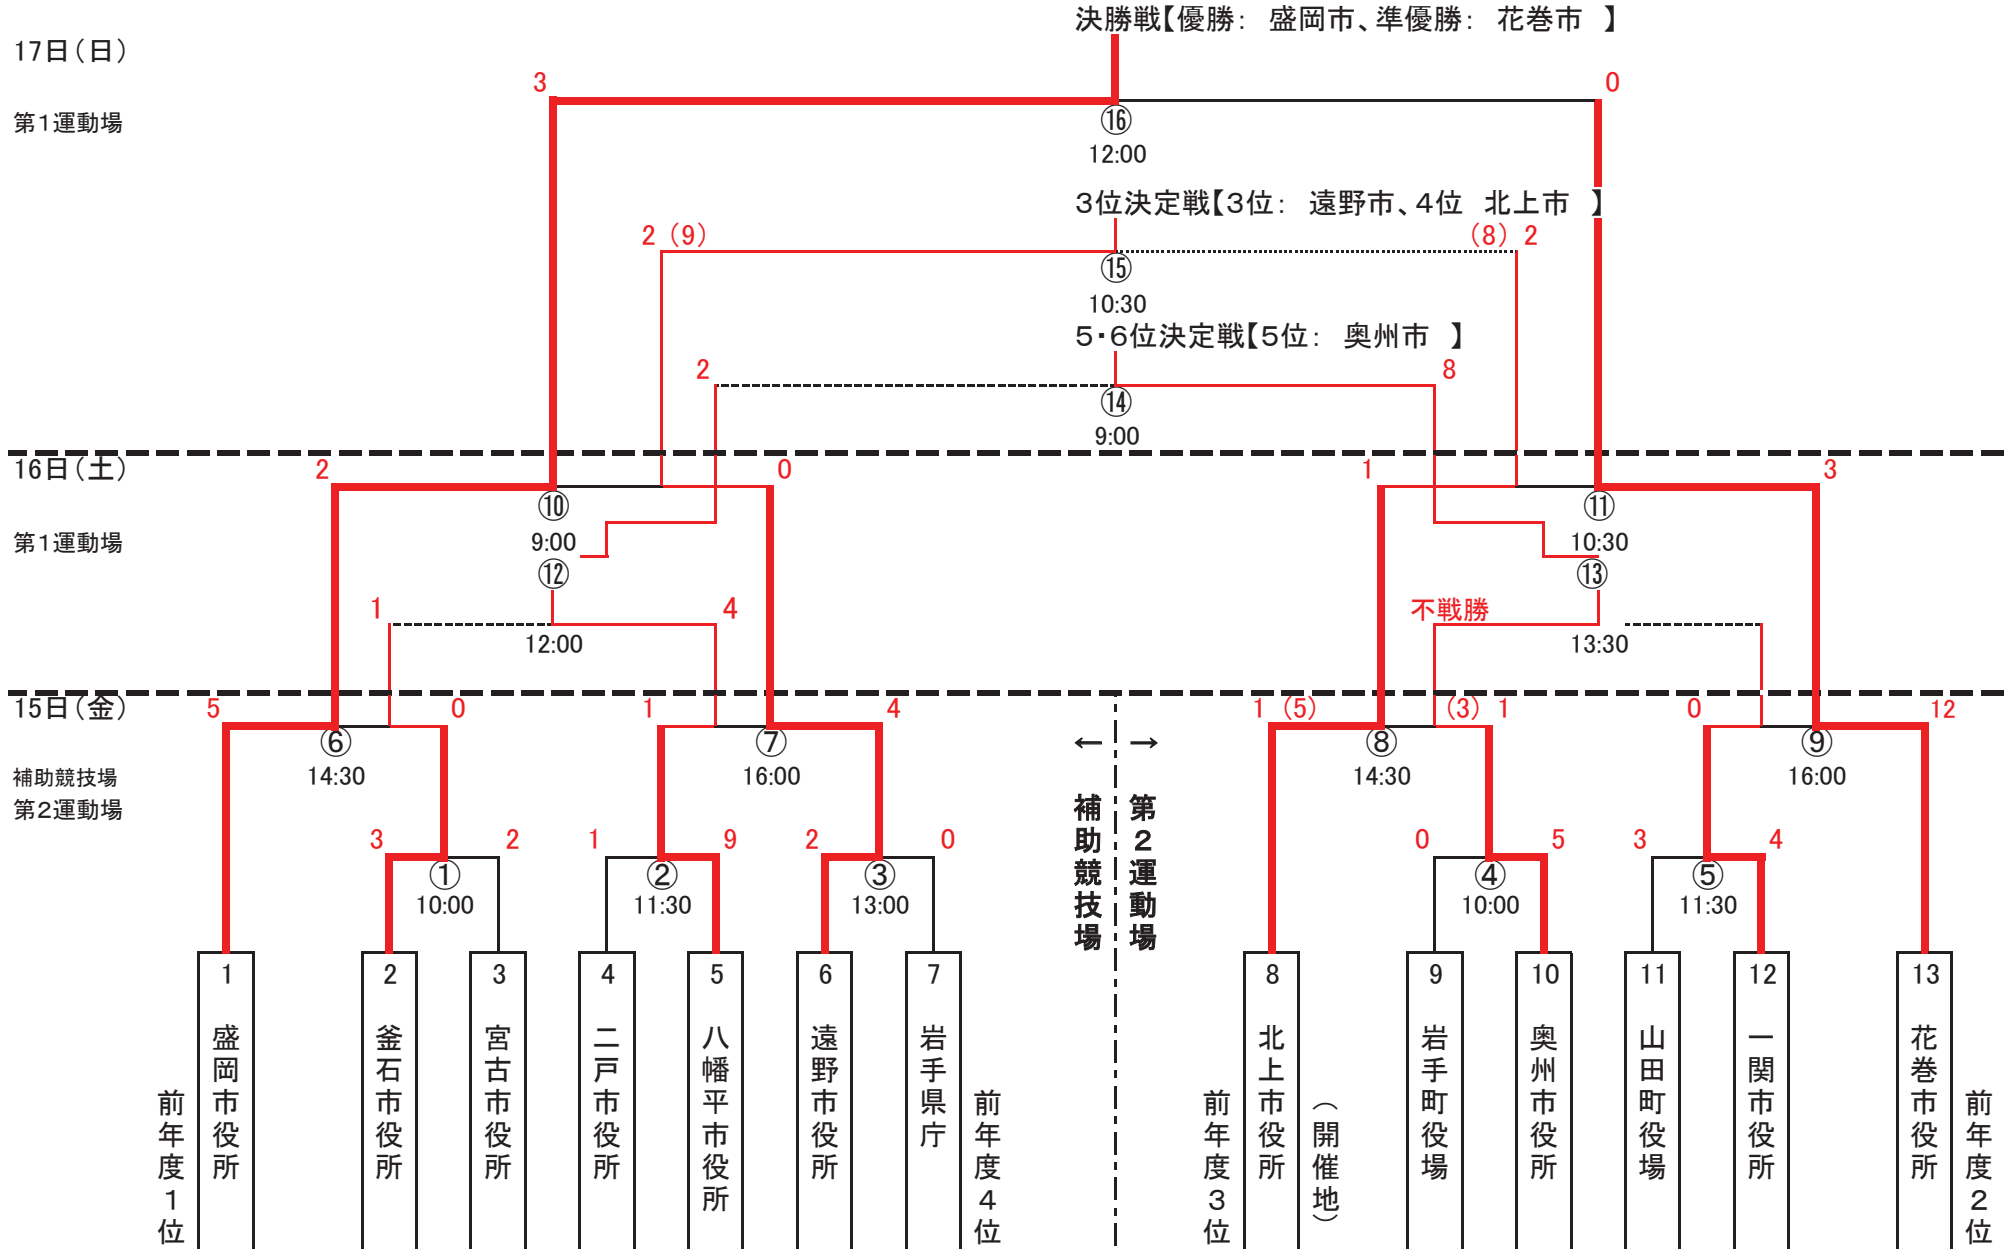 決勝戦【優勝： 盛岡市、準優勝： 花巻市 】
17日（日）
3
0
第１運動場
⑯
12:00
３位決定戦【３位： 遠野市、４位 北上市 】
2 （9）
（8） 2
⑮
10:30
５・６位決定戦【５位： 奥州市 】
2
8
⑭
9:00
16日（土）
2
0
1
3
⑩
⑪
第１運動場
9:00
10:30
⑫
⑬
1
4
不戦勝
12:00
13:30
15日（金）
5
0
1
4
1 （5）
（3） 1
0
12
⑥
⑦
← →
⑧
⑨
補助競技場
14:30
16:00
14:30
16:00
第２運動場
補助競技場
第２運動場
3
2
1
9
2
0
0
5
3
4
①
②
③
④
⑤
10:00
11:30
13:00
10:00
11:30
前年度１位
1 盛岡市役所
2 釜石市役所
3 宮古市役所
4 二戸市役所
5 八幡平市役所
6 遠野市役所
7 岩手県庁
前年度４位
前年度３位
8 北上市役所
（開催地）
9 岩手町役場
10 奥州市役所
11 山田町役場
12 一関市役所
13 花巻市役所
前年度２位